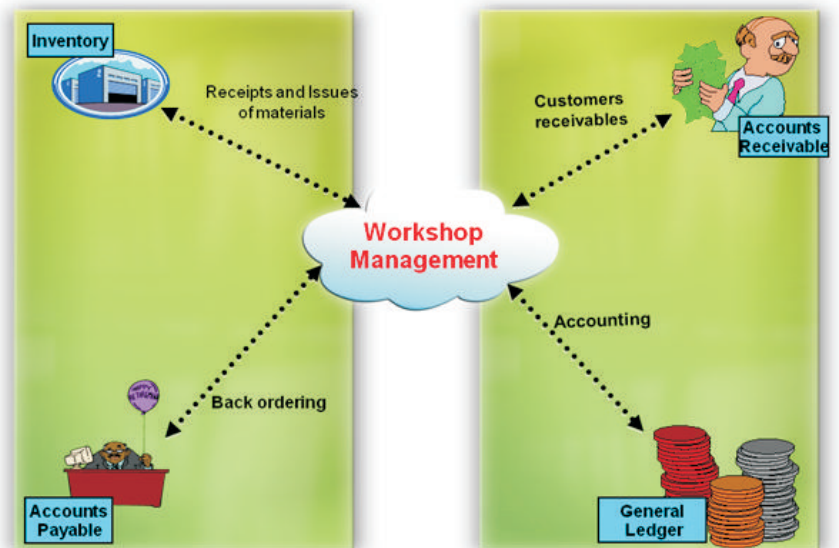 Inventory
Receipts and Issues
of materials
Customers
receivables
Accounts
Receivable
Workshop
Management
Accounting
Back ordering
HAPPY
Accounts
Payable
General
Ledger